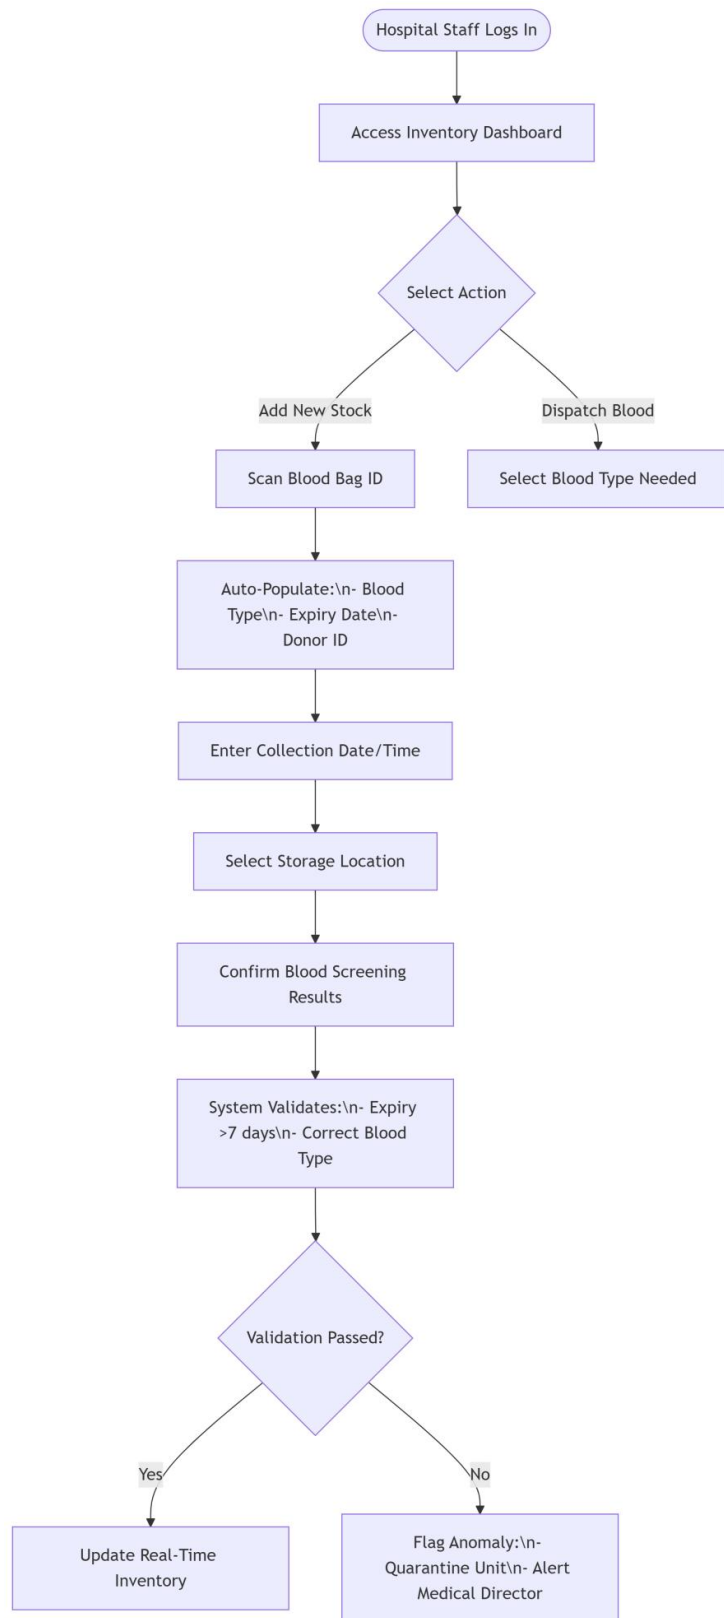 Hospital Staff Logs In
Access Inventory Dashboard
Select Action
Add New Stock
Dispatch Blood
Scan Blood Bag ID
Select Blood Type Needed
Auto-Populate:\n- Blood
Type\n- Expiry Date\n-
Donor ID
Enter Collection Date/Time
Select Storage Location
Confirm Blood Screening
Results
System Validates:\n- Expiry
>7 days\n- Correct Blood
Type
Validation Passed?
Yes
No
Update Real-Time
Inventory
Flag Anomaly:\n-
Quarantine Unit\n- Alert
Medical Director